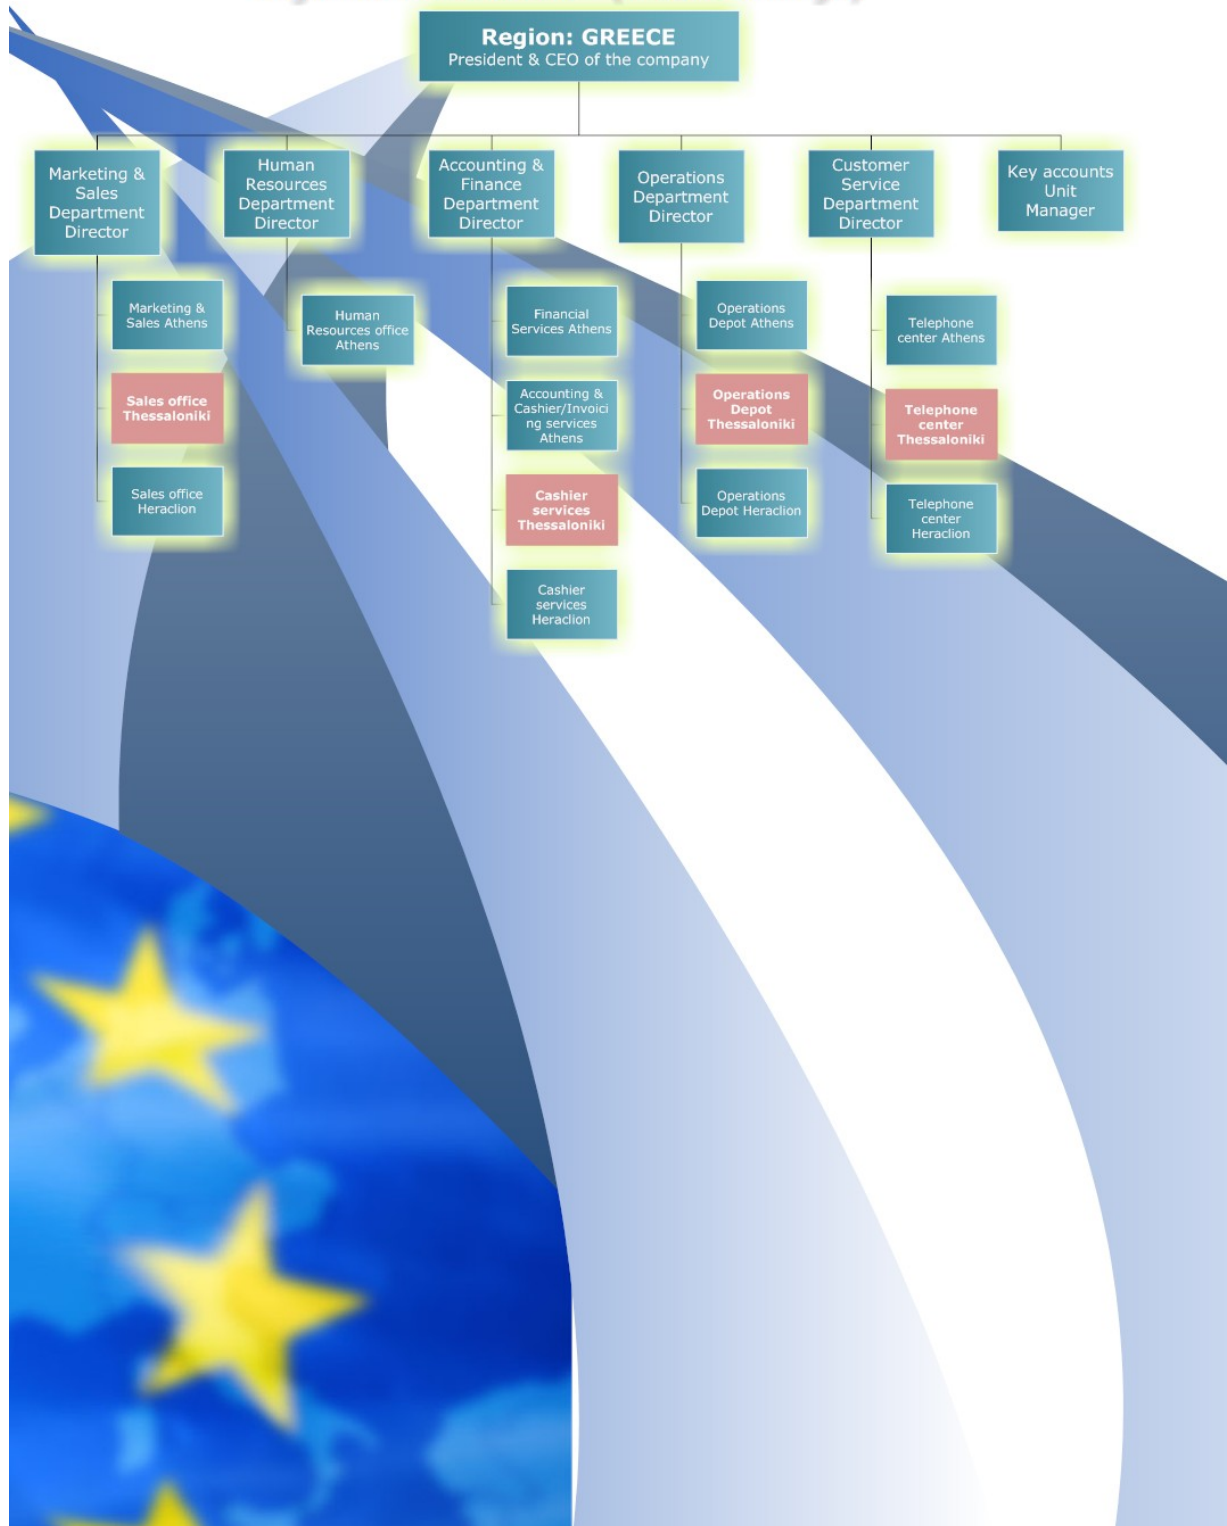 Region: GREECE
President & CEO of the company
Marketing &
Sales
Department
Director
Human
Resources
Department
Director
Accounting &
Finance
Department
Director
Operations
Department
Director
Customer
Service
Department
Director
Key accounts
Unit
Manager
Marketing &
Sales Athens
Sales office
Thessaloniki
Sales office
Heraclion
Human
Resources office
Athens
Financial
Services Athens
Accounting &
Cashier/Invoici
ng services
Athens
Cashier
services
Thessaloniki
Cashier
services
Heraclion
Operations
Depot Athens
Operations
Depot
Thessaloniki
Operations
Depot Heraclion
Telephone
center Athens
Telephone
center
Thessaloniki
Telephone
center
Heraclion